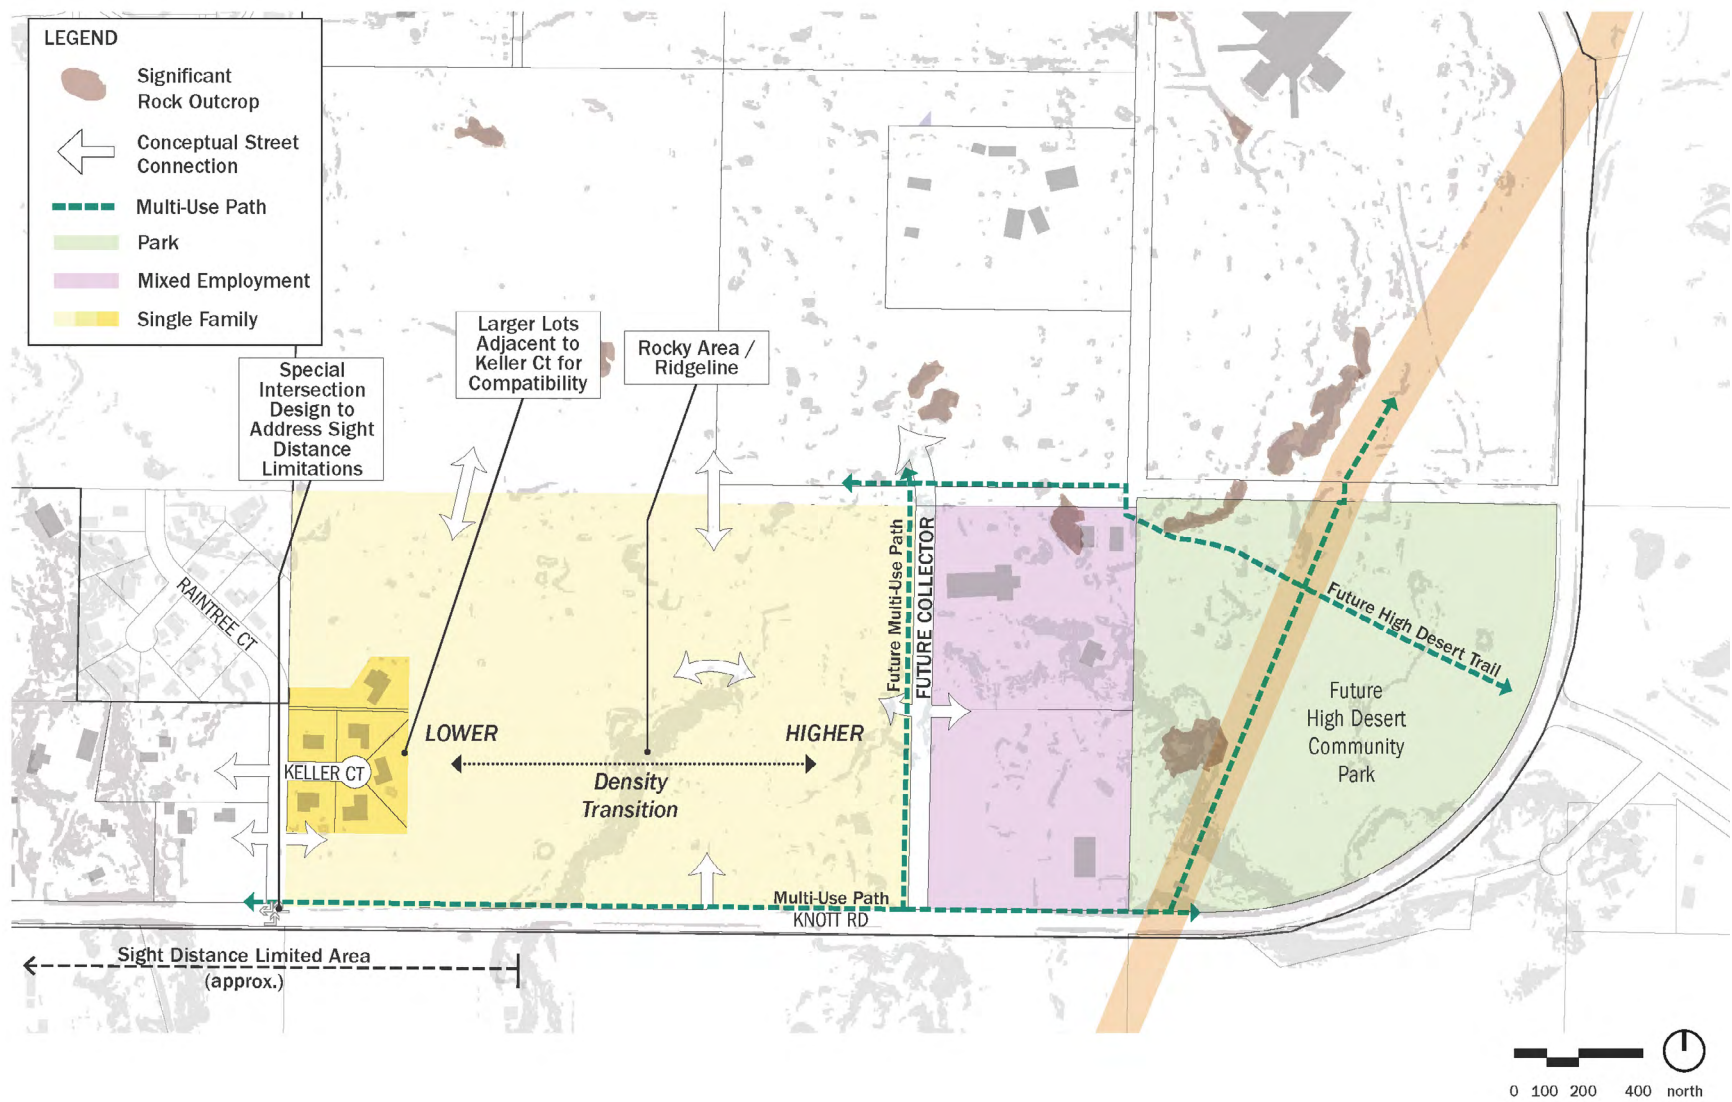 LEGEND
Significant
Rock Outcrop
Conceptual Street
Connection
Multi-Use Path
Park
Mixed Employment
Single Family
Special
Intersection
Design to
Address Sight
Distance
Limitations
Larger Lots
Adjacent to
Keller Ct for
Compatibility
Rocky Area /
Ridgeline
RAINTREE CT
KELLER CT
LOWER
HIGHER
Density
Transition
Future Multi-Use Path
FUTURE COLLECTOR
Future High Desert Trail
Future
High Desert
Community
Park
Multi-Use Path
KNOTT RD
Sight Distance Limited Area
(approx.)
0 100 200 400 north